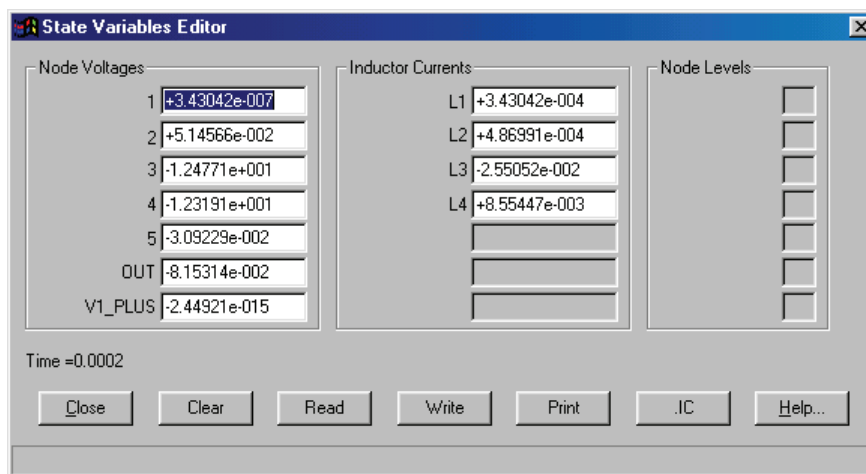 State Variables Editor
Node Voltages Inductor Currents Node Levels
1 +3.43042e-007 L1 +3.43042e-004
2 +5.14566e-002 L2 +4.86991e-004
3 -1.24771e+001 L3 -2.55052e-002
4 -1.23191e+001 L4 +8.55447e-003
5 -3.09229e-002
OUT -8.15314e-002
V1_PLUS -2.44921e-015
Time =0.0002
Close Clear Read Write Print .IC Help...